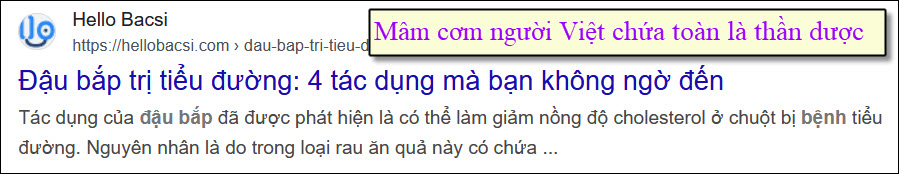 Hello Bacsi
Mâm cơm người Việt chứa toàn là thần dược
https://hellobacsi.com › dau-bap-tri-tieu-d
Đậu bắp trị tiểu đường: 4 tác dụng mà bạn không ngờ đến
Tác dụng của đậu bắp đã được phát hiện là có thể làm giảm nồng độ cholesterol ở chuột bị bệnh tiểu
đường. Nguyên nhân là do trong loại rau ăn quả này có chứa ...